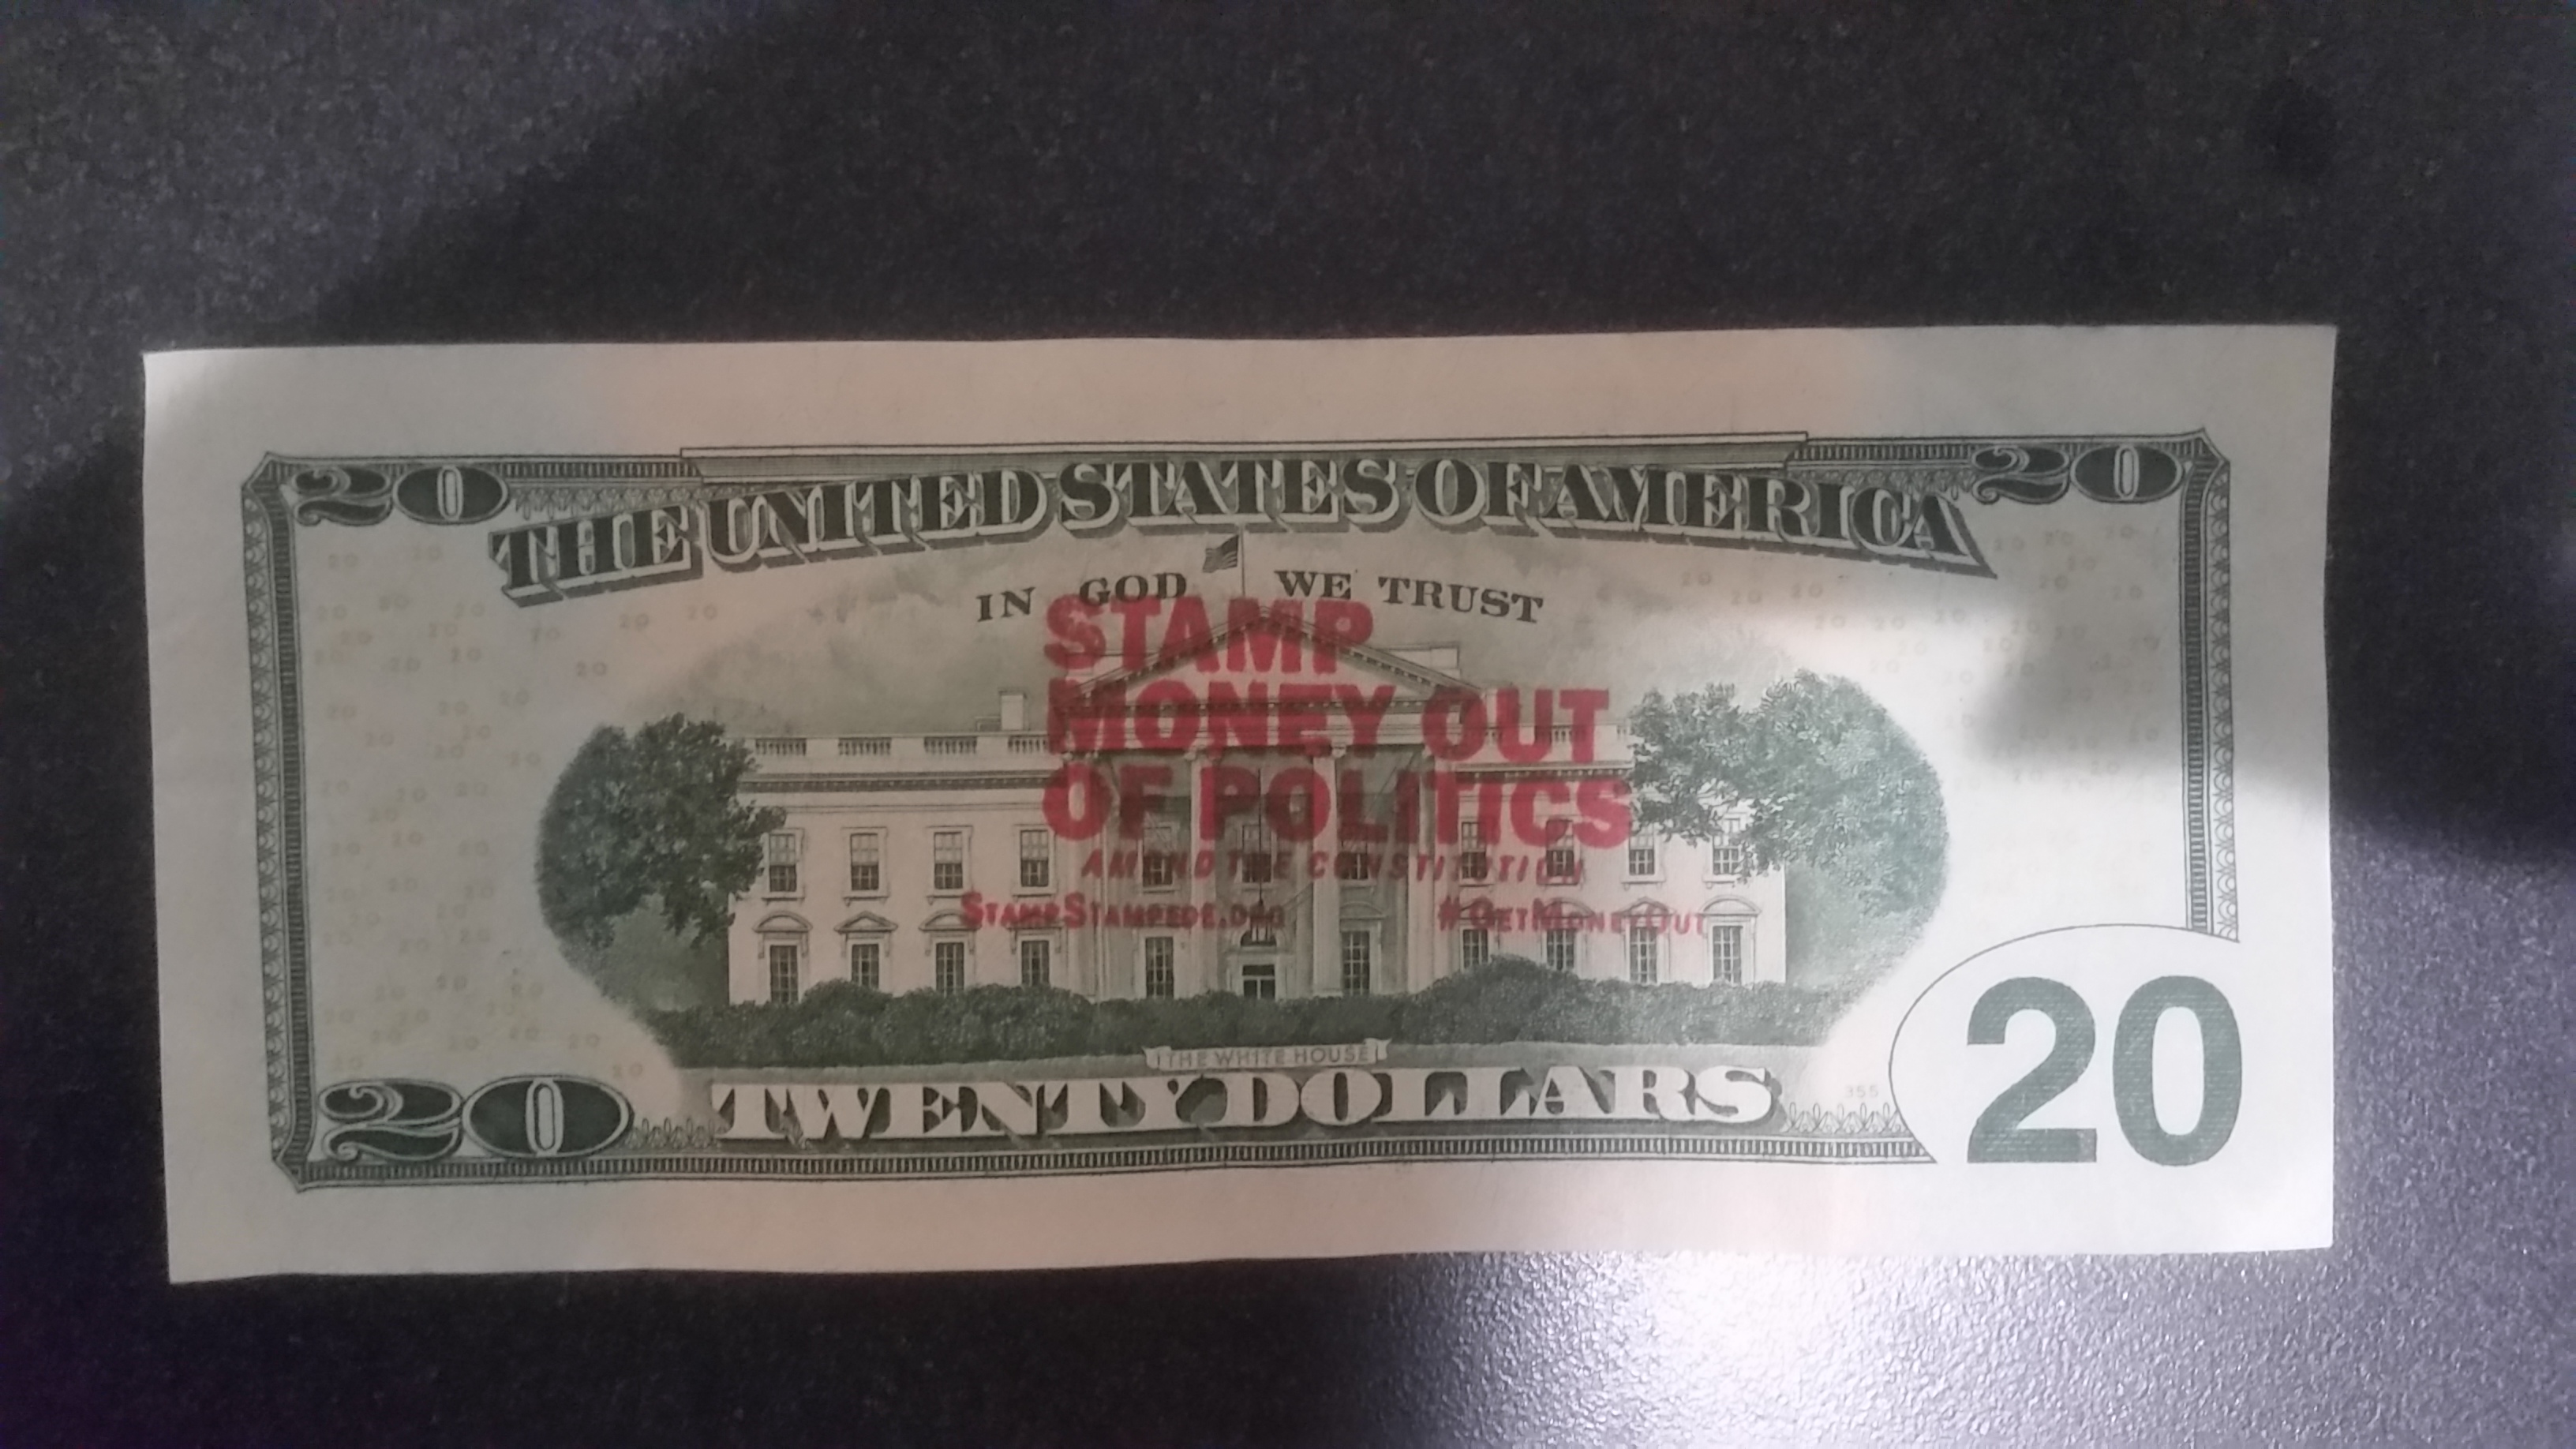 20 20
THE UNITED STATES OF AMERICA
IN GOD WE TRUST
STAMP
MONEY OUT
OF POLITICS
AMEND THE CONSTITUTION
STAMPSTAMPEDE.ORG #GETMONEYOUT
THE WHITE HOUSE
355
20 TWENTY DOLLARS 20